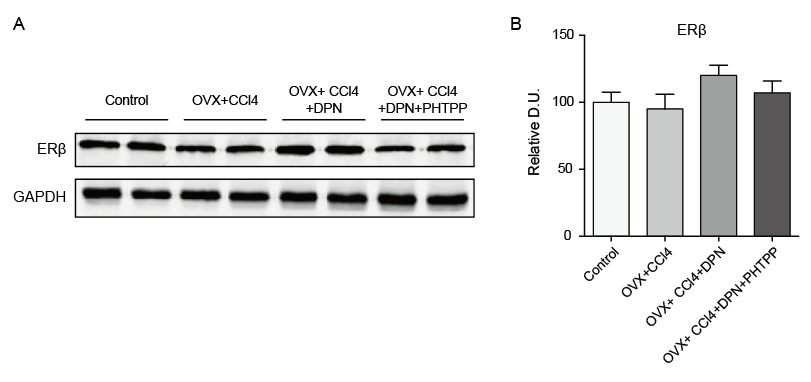 A
Control
OVX+CCl4
OVX+ CCl4
+DPN
OVX+ CCl4
+DPN+PHTPP
ERβ
GAPDH
B
ERβ
Relative D.U.
150
100
50
0
Control
OVX+CCl4
OVX+ CCl4+DPN
OVX+ CCl4+DPN+PHTPP